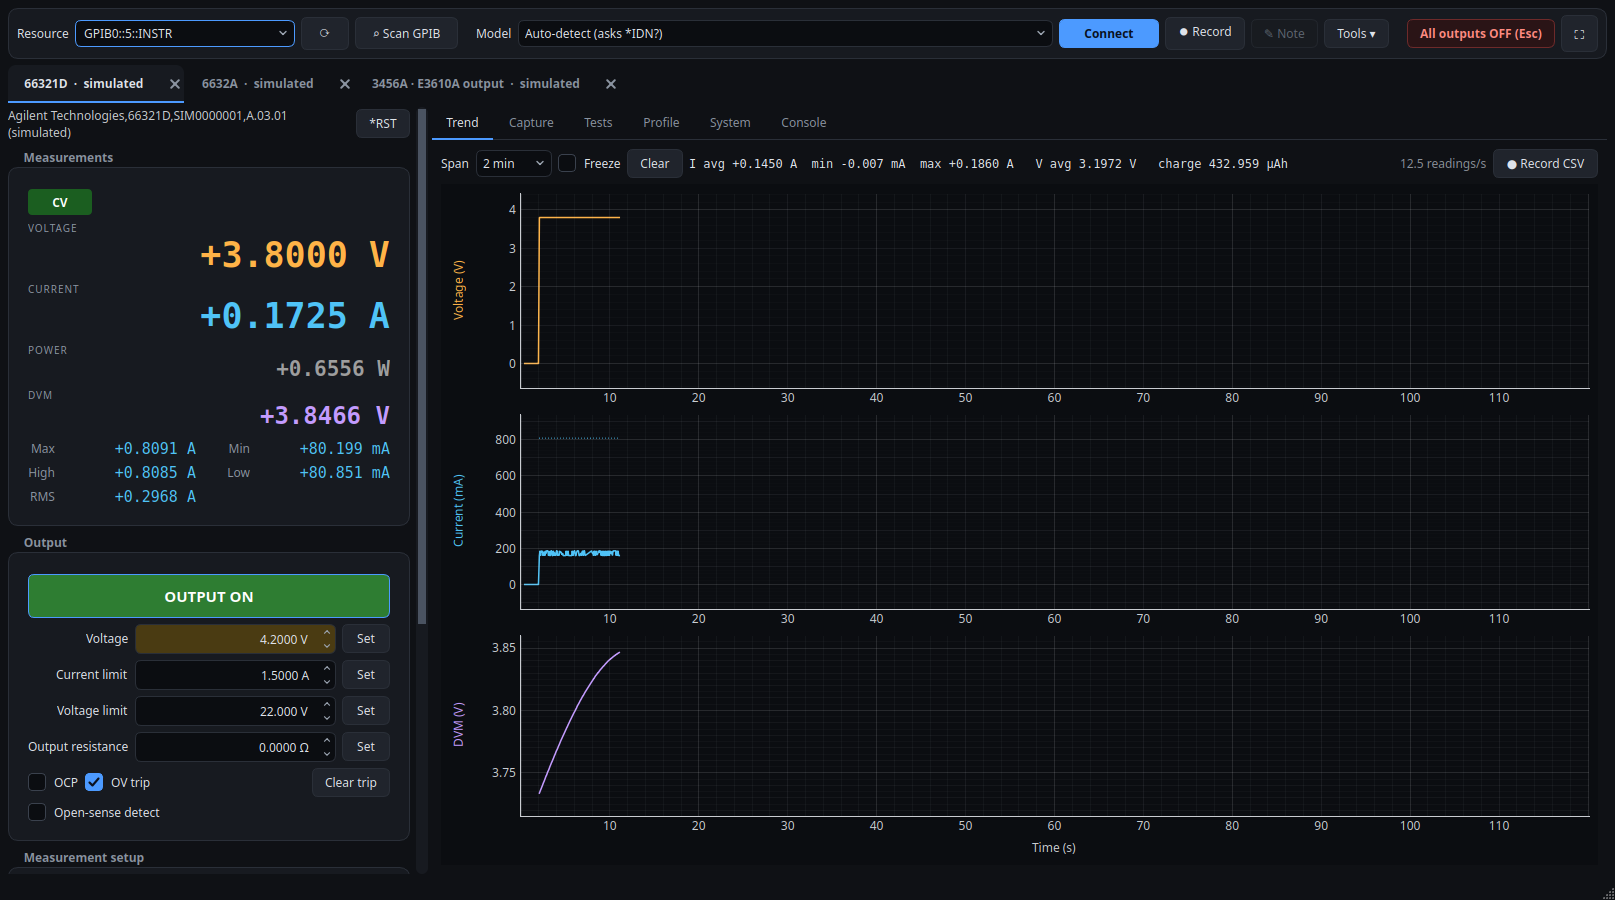 Resource GPIB0::5::INSTR ⟳ ⌕ Scan GPIB Model Auto-detect (asks *IDN?) Connect ● Record ✎ Note Tools ▾ All outputs OFF (Esc)
66321D · simulated ✕ 6632A · simulated ✕ 3456A · E3610A output · simulated ✕
Agilent Technologies,66321D,SIM0000001,A.03.01
(simulated)
*RST
Measurements
CV
VOLTAGE
+3.8000 V
CURRENT
+0.1725 A
POWER
+0.6556 W
DVM
+3.8466 V
Max +0.8091 A Min +80.199 mA
High +0.8085 A Low +80.851 mA
RMS +0.2968 A
Output
OUTPUT ON
Voltage 4.2000 V Set
Current limit 1.5000 A Set
Voltage limit 22.000 V Set
Output resistance 0.0000 Ω Set
OCP OV trip Clear trip
Open-sense detect
Measurement setup
Trend Capture Tests Profile System Console
Span 2 min Freeze Clear I avg +0.1450 A min -0.007 mA max +0.1860 A V avg 3.1972 V charge 432.959 µAh 12.5 readings/s ● Record CSV
Voltage (V)
4
3
2
1
0
10 20 30 40 50 60 70 80 90 100 110
Current (mA)
800
600
400
200
0
10 20 30 40 50 60 70 80 90 100 110
DVM (V)
3.85
3.80
3.75
10 20 30 40 50 60 70 80 90 100 110
Time (s)